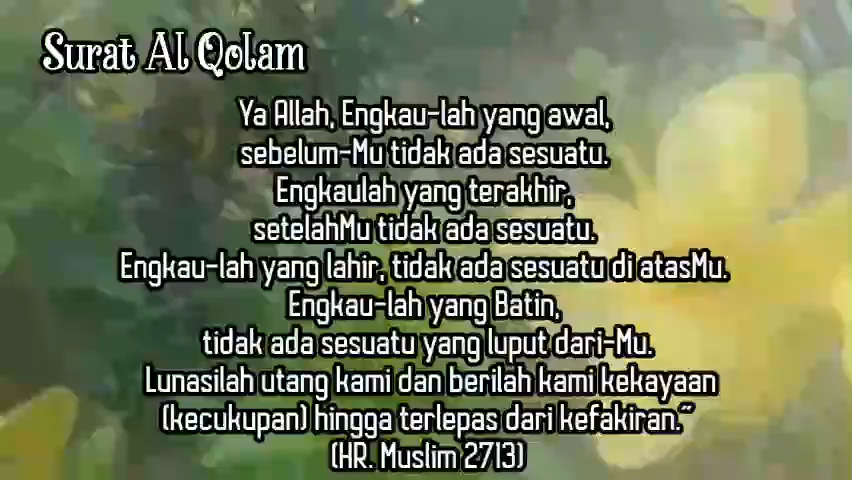 Surat Al Qolam
Ya Allah, Engkau-lah yang awal,
sebelum-Mu tidak ada sesuatu.
Engkaulah yang terakhir,
setelahMu tidak ada sesuatu.
Engkau-lah yang lahir, tidak ada sesuatu di atasMu.
Engkau-lah yang Batin,
tidak ada sesuatu yang luput dari-Mu.
Lunasilah utang kami dan berilah kami kekayaan
(kecukupan) hingga terlepas dari kefakiran.”
(HR. Muslim 2713)